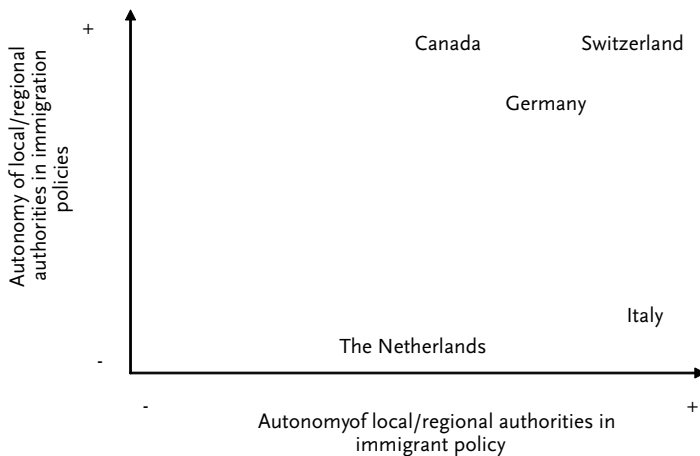 +
Canada
Switzerland
Germany
Autonomy of local/regional
authorities in immigration
policies
Italy
The Netherlands
-
-
+
Autonomyof local/regional authorities in
immigrant policy